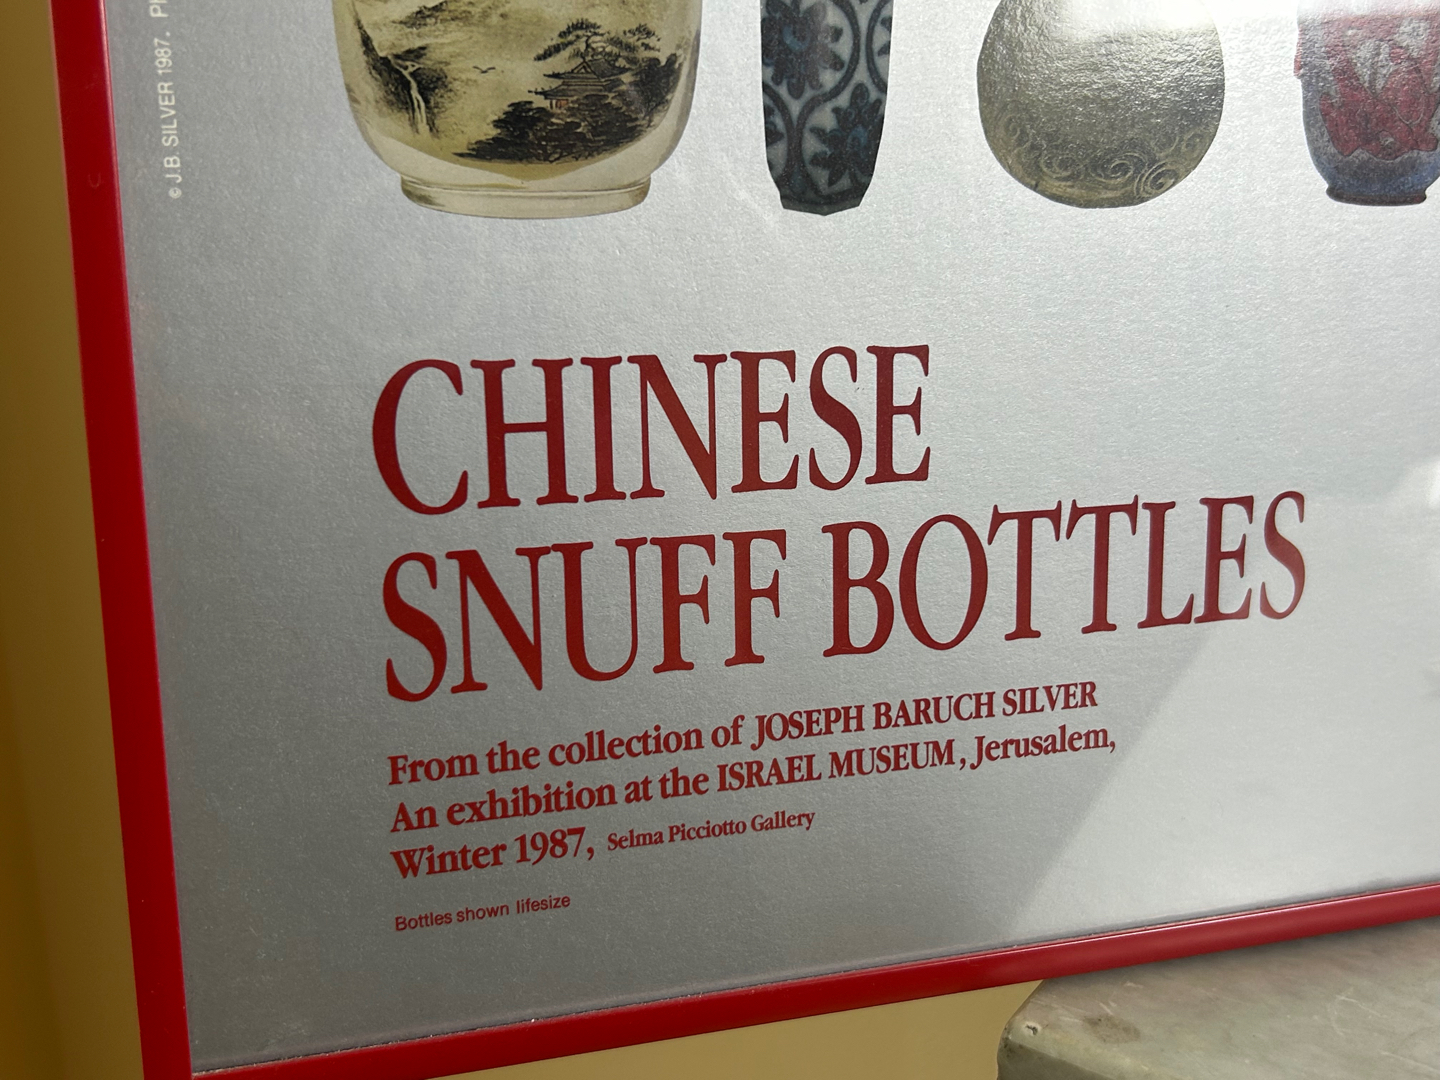 © J.B. SILVER 1987.
CHINESE
SNUFF BOTTLES
From the collection of JOSEPH BARUCH SILVER
An exhibition at the ISRAEL MUSEUM, Jerusalem,
Winter 1987, Selma Picciotto Gallery
Bottles shown lifesize